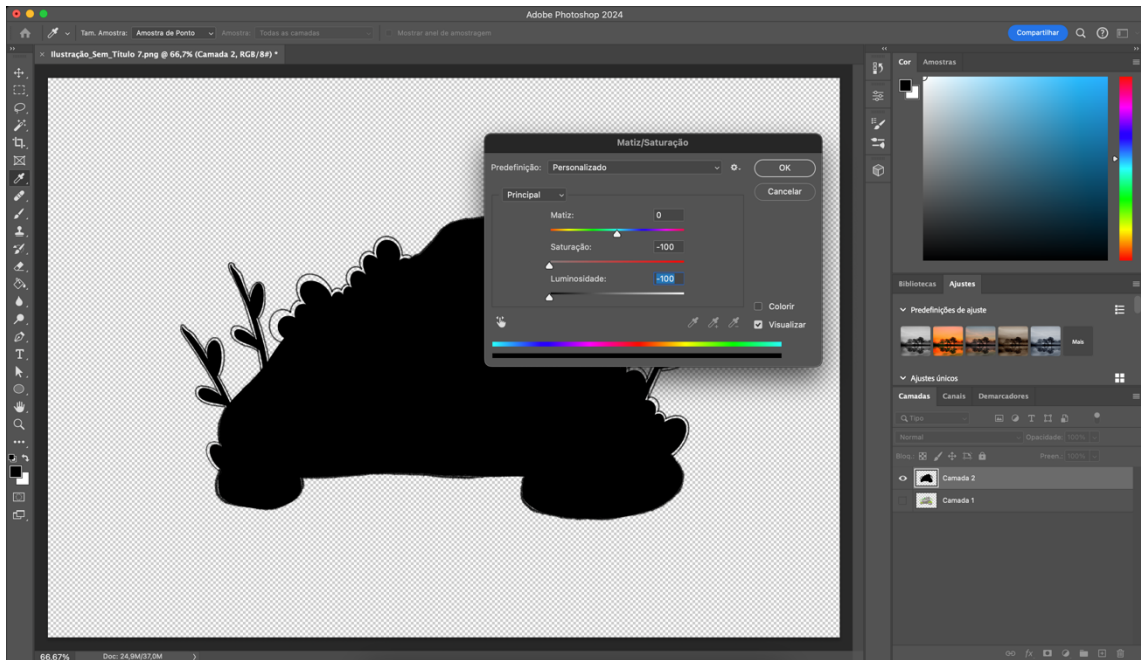 Adobe Photoshop 2024
Tam. Amostra: Amostra de Ponto Amostra: Todas as camadas Mostrar anel de amostragem Compartilhar
× Ilustração_Sem_Título 7.png @ 66,7% (Camada 2, RGB/8#) *
Cor Amostras
Matiz/Saturação
Predefinição: Personalizado OK
Cancelar
Principal
Matiz: 0
Saturação: -100
Luminosidade: -100
Colorir
Visualizar
Bibliotecas Ajustes
Predefinições de ajuste
Mais
Ajustes únicos
Camadas Canais Demarcadores
Tipo
Normal Opacidade: 100%
Bloq.: Preen.: 100%
Camada 2
Camada 1
66,67% Doc: 24,9M/37,0M